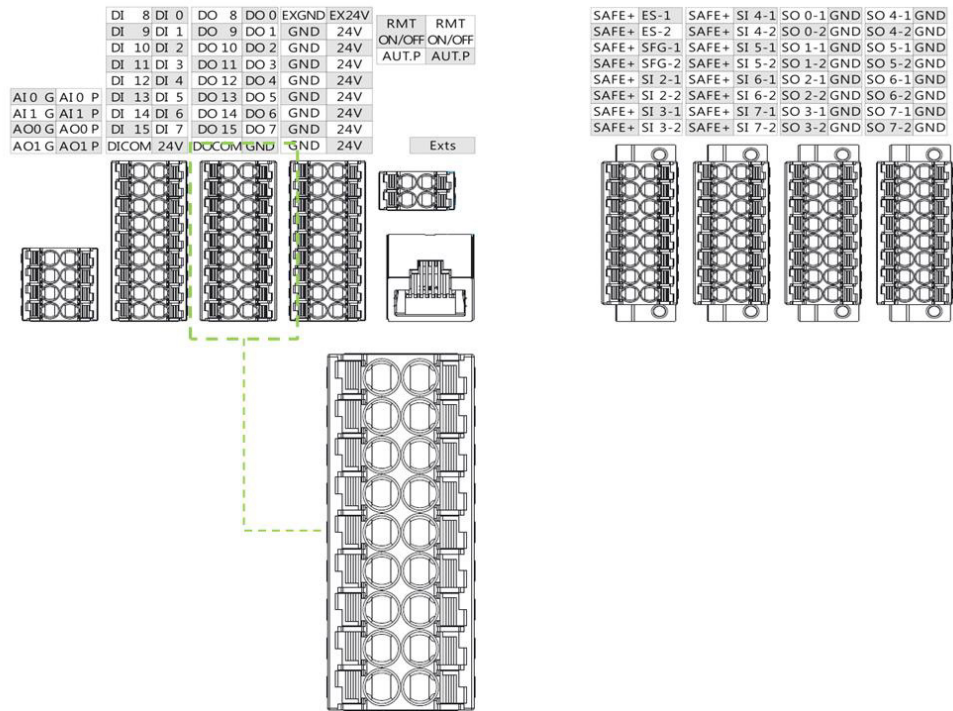 DI 8 DI 0 DO 8 DO 0 EXGND EX24V
DI 9 DI 1 DO 9 DO 1 GND 24V
DI 10 DI 2 DO 10 DO 2 GND 24V
DI 11 DI 3 DO 11 DO 3 GND 24V
DI 12 DI 4 DO 12 DO 4 GND 24V
AI 0 G AI 0 P DI 13 DI 5 DO 13 DO 5 GND 24V
AI 1 G AI 1 P DI 14 DI 6 DO 14 DO 6 GND 24V
AO0 G AO0 P DI 15 DI 7 DO 15 DO 7 GND 24V
AO1 G AO1 P DICOM 24V DOCOM GND GND 24V
RMT RMT
ON/OFF ON/OFF
AUT.P AUT.P
Exts
SAFE+ ES-1 SAFE+ SI 4-1 SO 0-1 GND SO 4-1 GND
SAFE+ ES-2 SAFE+ SI 4-2 SO 0-2 GND SO 4-2 GND
SAFE+ SFG-1 SAFE+ SI 5-1 SO 1-1 GND SO 5-1 GND
SAFE+ SFG-2 SAFE+ SI 5-2 SO 1-2 GND SO 5-2 GND
SAFE+ SI 2-1 SAFE+ SI 6-1 SO 2-1 GND SO 6-1 GND
SAFE+ SI 2-2 SAFE+ SI 6-2 SO 2-2 GND SO 6-2 GND
SAFE+ SI 3-1 SAFE+ SI 7-1 SO 3-1 GND SO 7-1 GND
SAFE+ SI 3-2 SAFE+ SI 7-2 SO 3-2 GND SO 7-2 GND